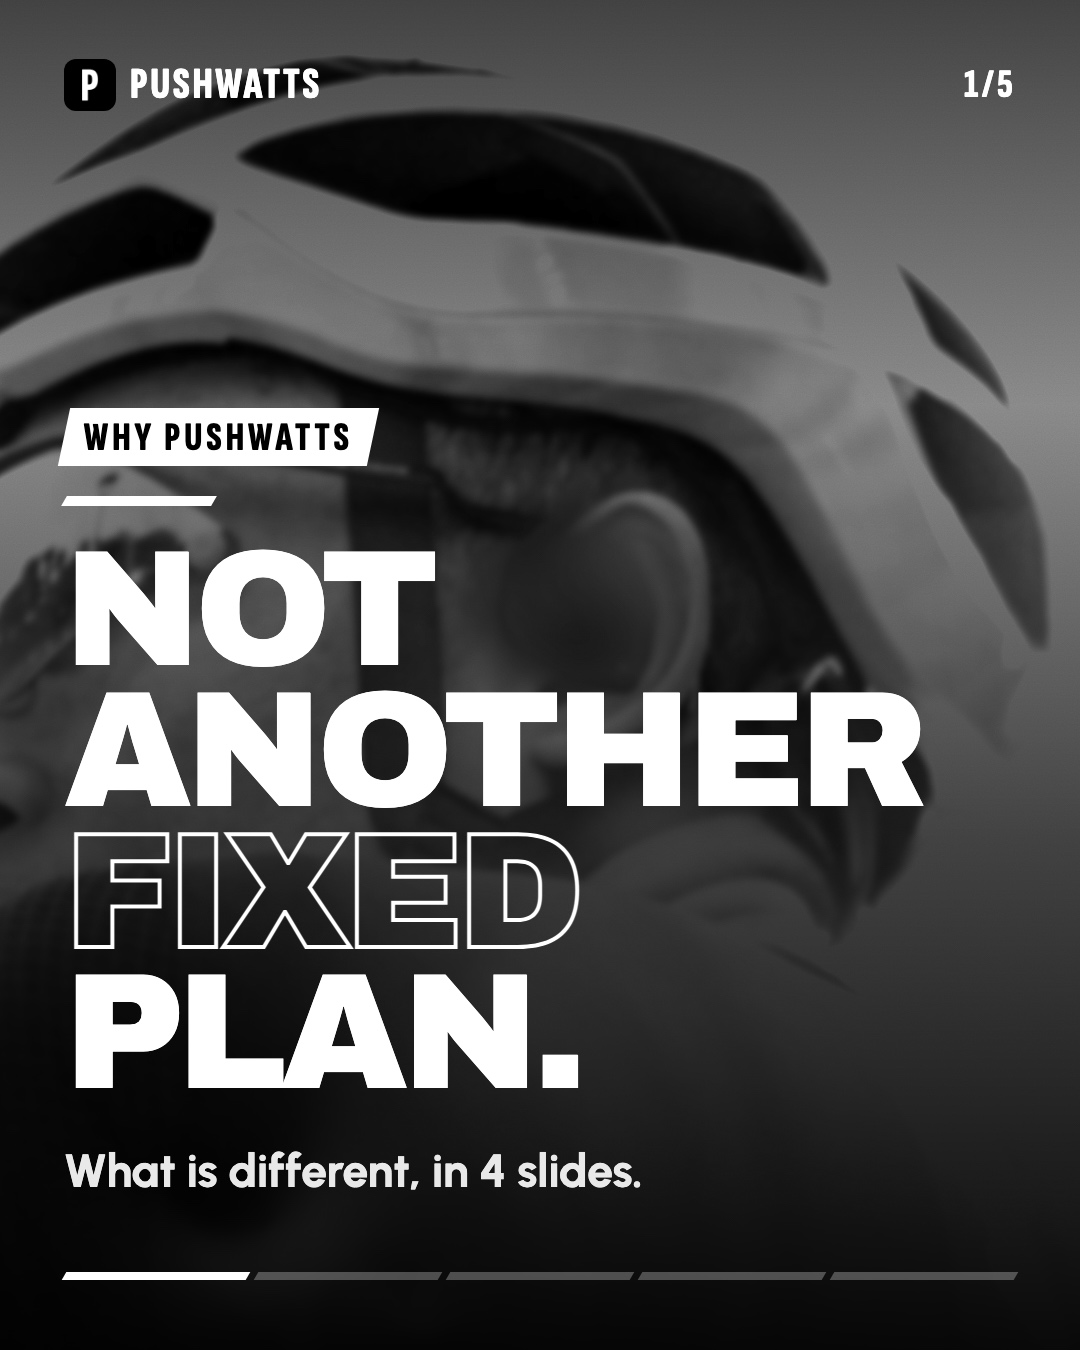 P PUSHWATTS
1/5
WHY PUSHWATTS
NOT
ANOTHER
FIXED
PLAN.
What is different, in 4 slides.